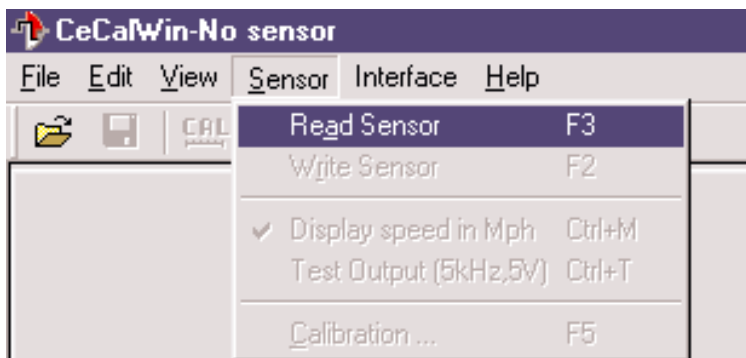 CeCalWin-No sensor
File Edit View Sensor Interface Help
CAL
Read Sensor F3
Write Sensor F2
Display speed in Mph Ctrl+M
Test Output (5kHz,5V) Ctrl+T
Calibration ... F5